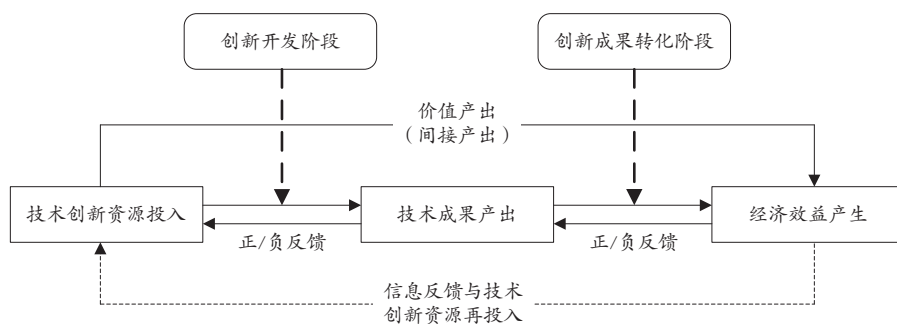 创新开发阶段
创新成果转化阶段
价值产出
（间接产出）
技术创新资源投入
技术成果产出
经济效益产生
正/负反馈
正/负反馈
信息反馈与技术
创新资源再投入